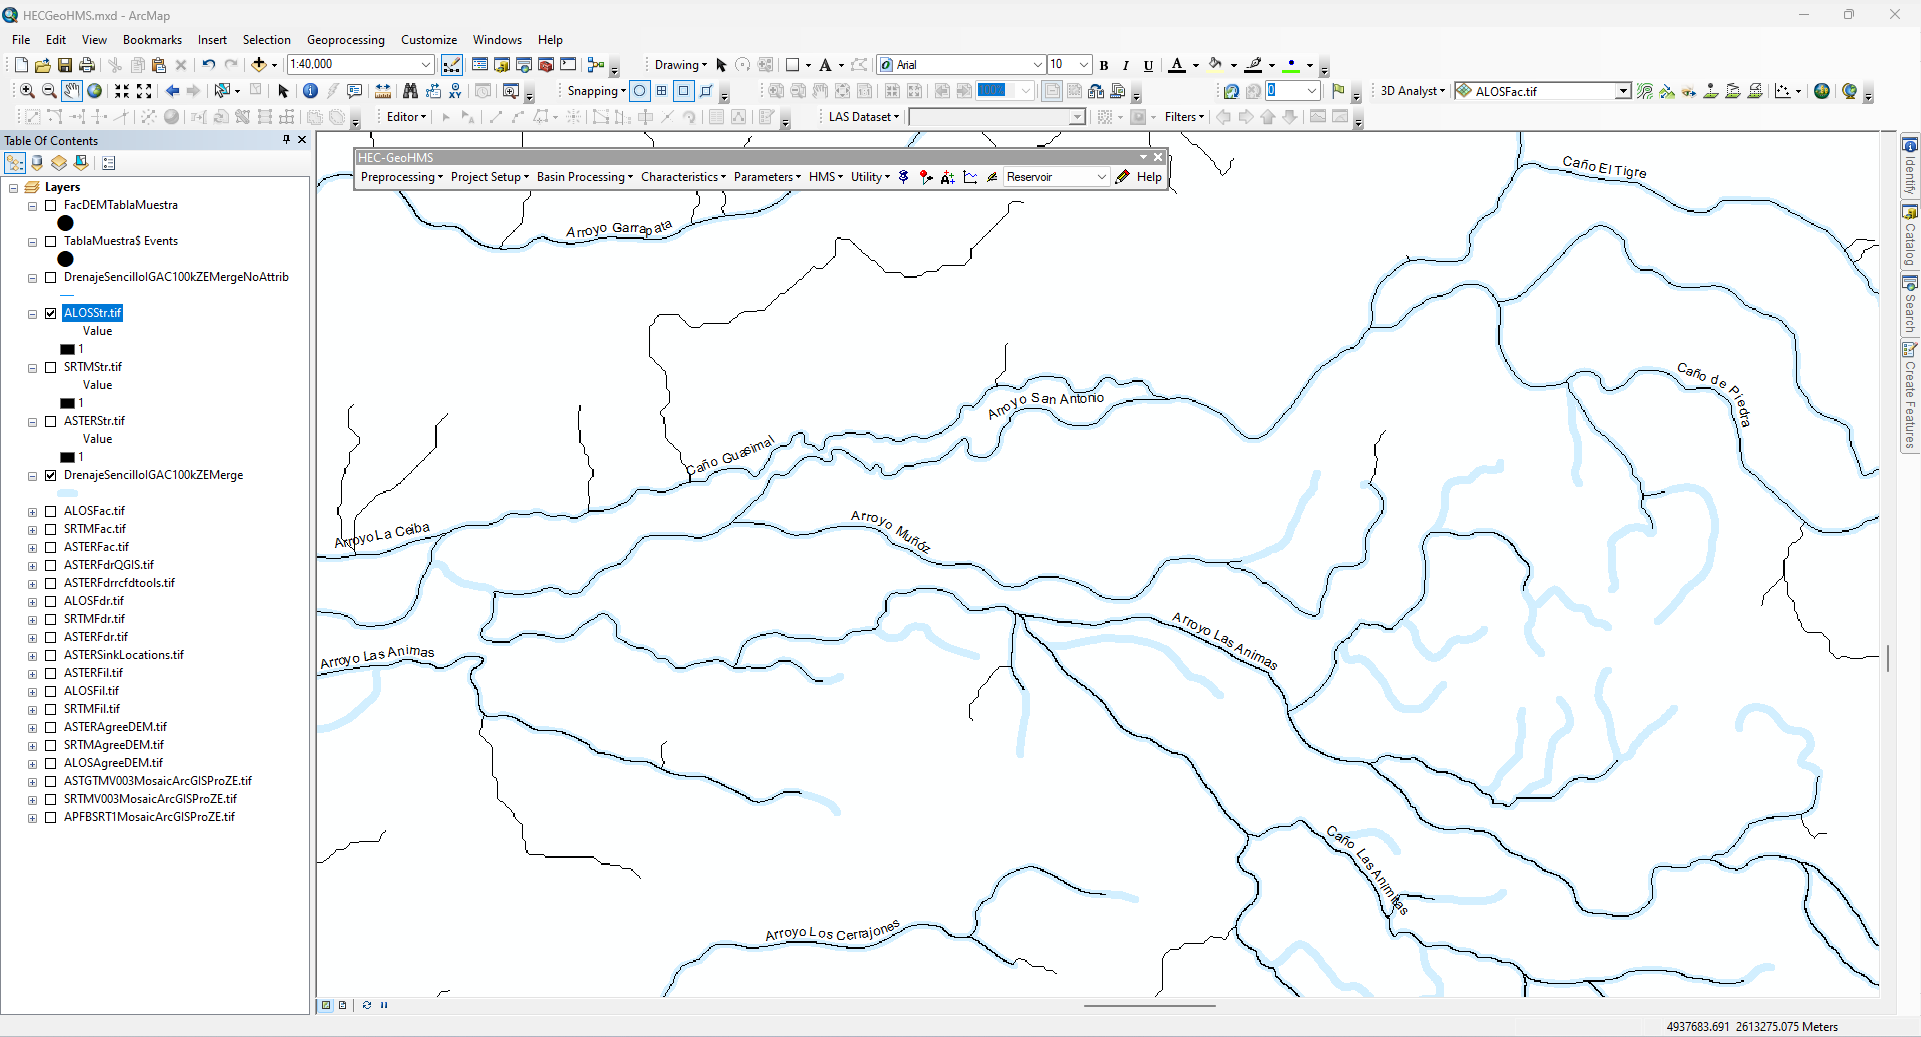 HECGeoHMS.mxd - ArcMap
File Edit View Bookmarks Insert Selection Geoprocessing Customize Windows Help
1:40,000 Drawing Arial 10 B I U A
Snapping 100% 0 3D Analyst ALOSFac.tif
Editor LAS Dataset Filters
Table Of Contents
Layers
FacDEMTablaMuestra
TablaMuestra$ Events
DrenajeSencilloIGAC100kZEMergeNoAttrib
ALOSStr.tif
Value
1
SRTMStr.tif
Value
1
ASTERStr.tif
Value
1
DrenajeSencilloIGAC100kZEMerge
ALOSFac.tif
SRTMFac.tif
ASTERFac.tif
ASTERFdrQGIS.tif
ASTERFdrrcfdtools.tif
ALOSFdr.tif
SRTMFdr.tif
ASTERFdr.tif
ASTERSinkLocations.tif
ASTERFil.tif
ALOSFil.tif
SRTMFil.tif
ASTERAgreeDEM.tif
SRTMAgreeDEM.tif
ALOSAgreeDEM.tif
ASTGTMV003MosaicArcGISProZE.tif
SRTMV003MosaicArcGISProZE.tif
APFBSRT1MosaicArcGISProZE.tif
HEC-GeoHMS
Preprocessing Project Setup Basin Processing Characteristics Parameters HMS Utility Reservoir Help
Caño El Tigre
Arroyo Garrapata
Caño de Piedra
Arroyo San Antonio
Caño Guasimal
Arroyo La Ceiba
Arroyo Muñóz
Arroyo Las Animas
Arroyo Las Animas
Caño Las Animitas
Arroyo Los Cerrajones
Identify
Catalog
Search
Create Features
4937683.691 2613275.075 Meters